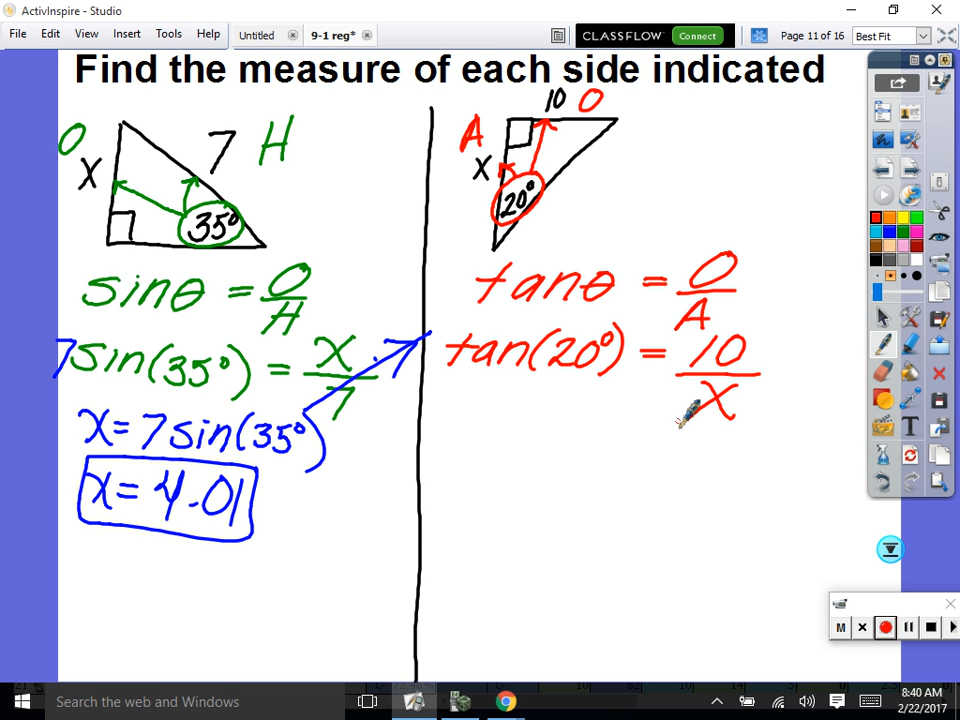 ActivInspire - Studio
File Edit View Insert Tools Help
Untitled 9-1 reg*
CLASSFLOW Connect
Page 11 of 16
Best Fit
Find the measure of each side indicated
O
X
7 H
35°
sinθ = O/H
7sin(35°) = X/7 · 7
x = 7sin(35°)
x = 4.01
10 O
A
X
20°
tanθ = O/A
tan(20°) = 10/X
M
Search the web and Windows
8:40 AM
2/22/2017